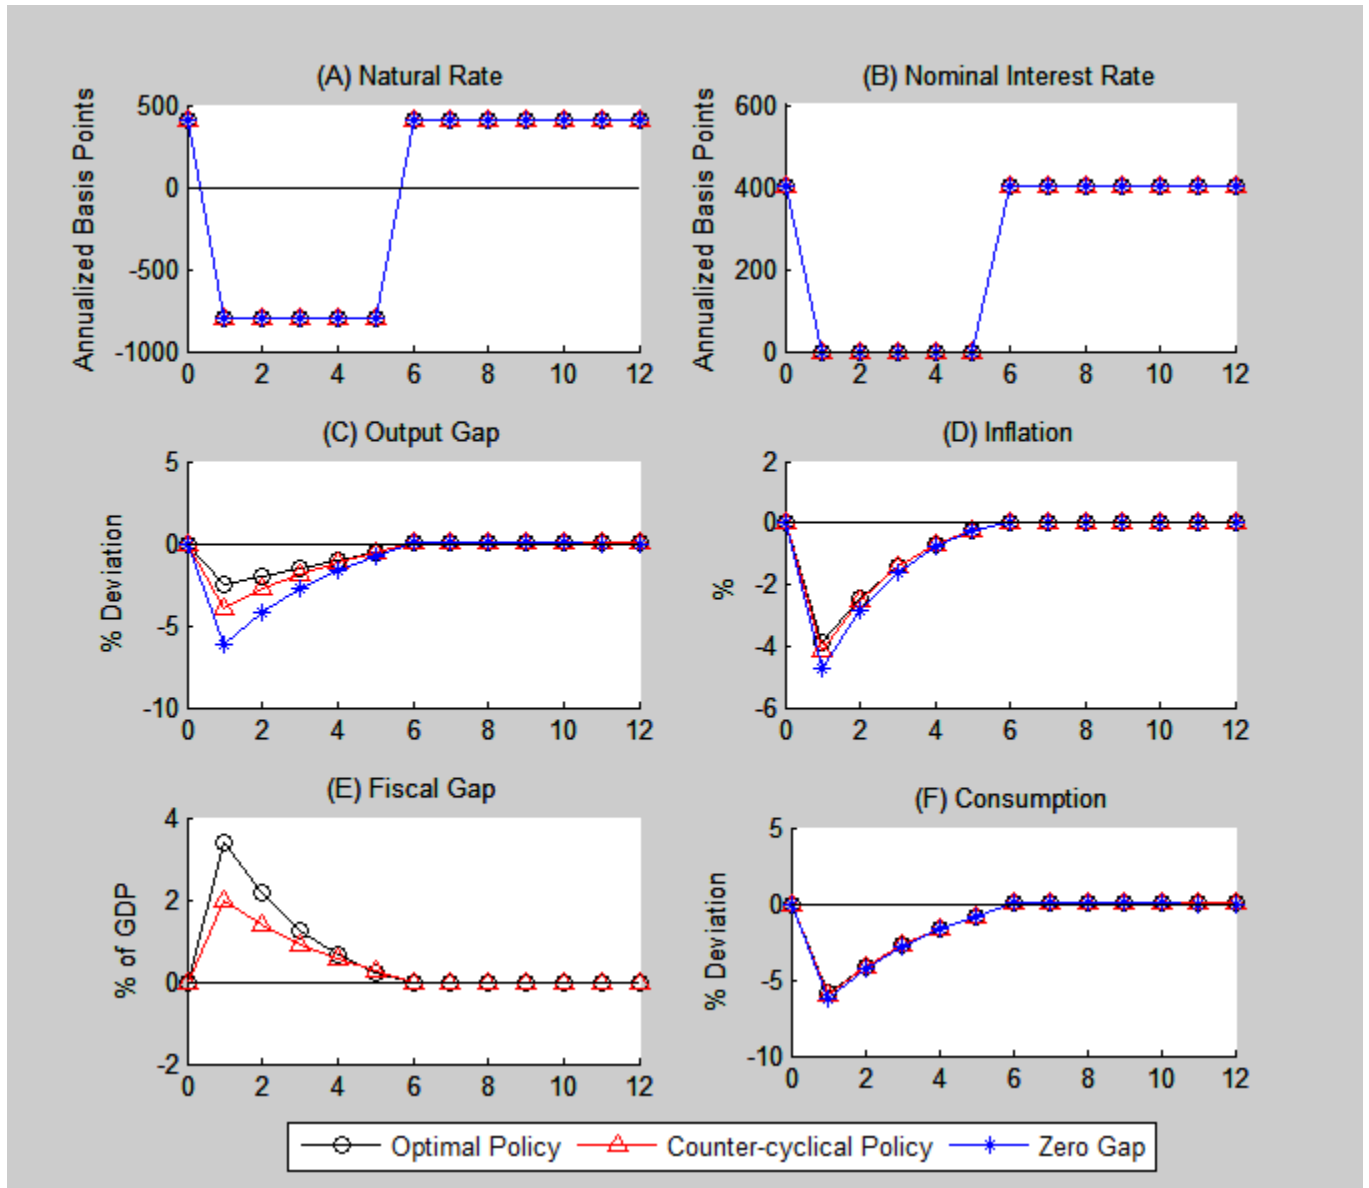 (A) Natural Rate
Annualized Basis Points
500
0
-500
-1000
0 2 4 6 8 10 12
(B) Nominal Interest Rate
Annualized Basis Points
600
400
200
0
0 2 4 6 8 10 12
(C) Output Gap
% Deviation
5
0
-5
-10
0 2 4 6 8 10 12
(D) Inflation
%
2
0
-2
-4
-6
0 2 4 6 8 10 12
(E) Fiscal Gap
% of GDP
4
2
0
-2
0 2 4 6 8 10 12
(F) Consumption
% Deviation
5
0
-5
-10
0 2 4 6 8 10 12
Optimal Policy Counter-cyclical Policy Zero Gap